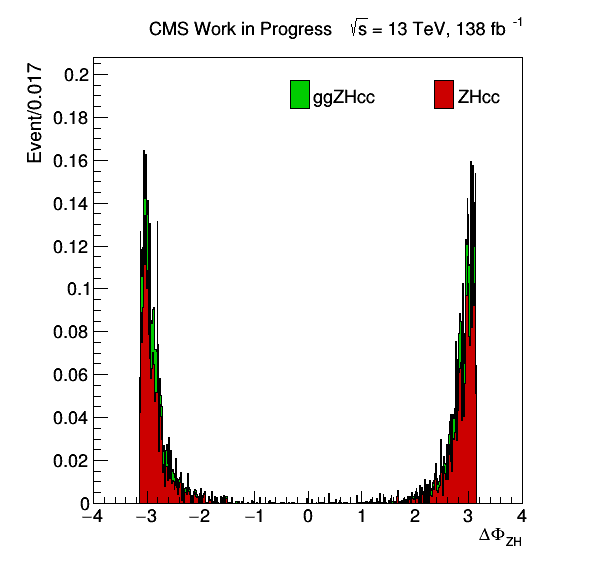 CMS Work in Progress √s = 13 TeV, 138 fb⁻¹
Event/0.017
0.2
0.18
0.16
0.14
0.12
0.1
0.08
0.06
0.04
0.02
0
ggZHcc ZHcc
−4 −3 −2 −1 0 1 2 3 4
ΔΦ_ZH